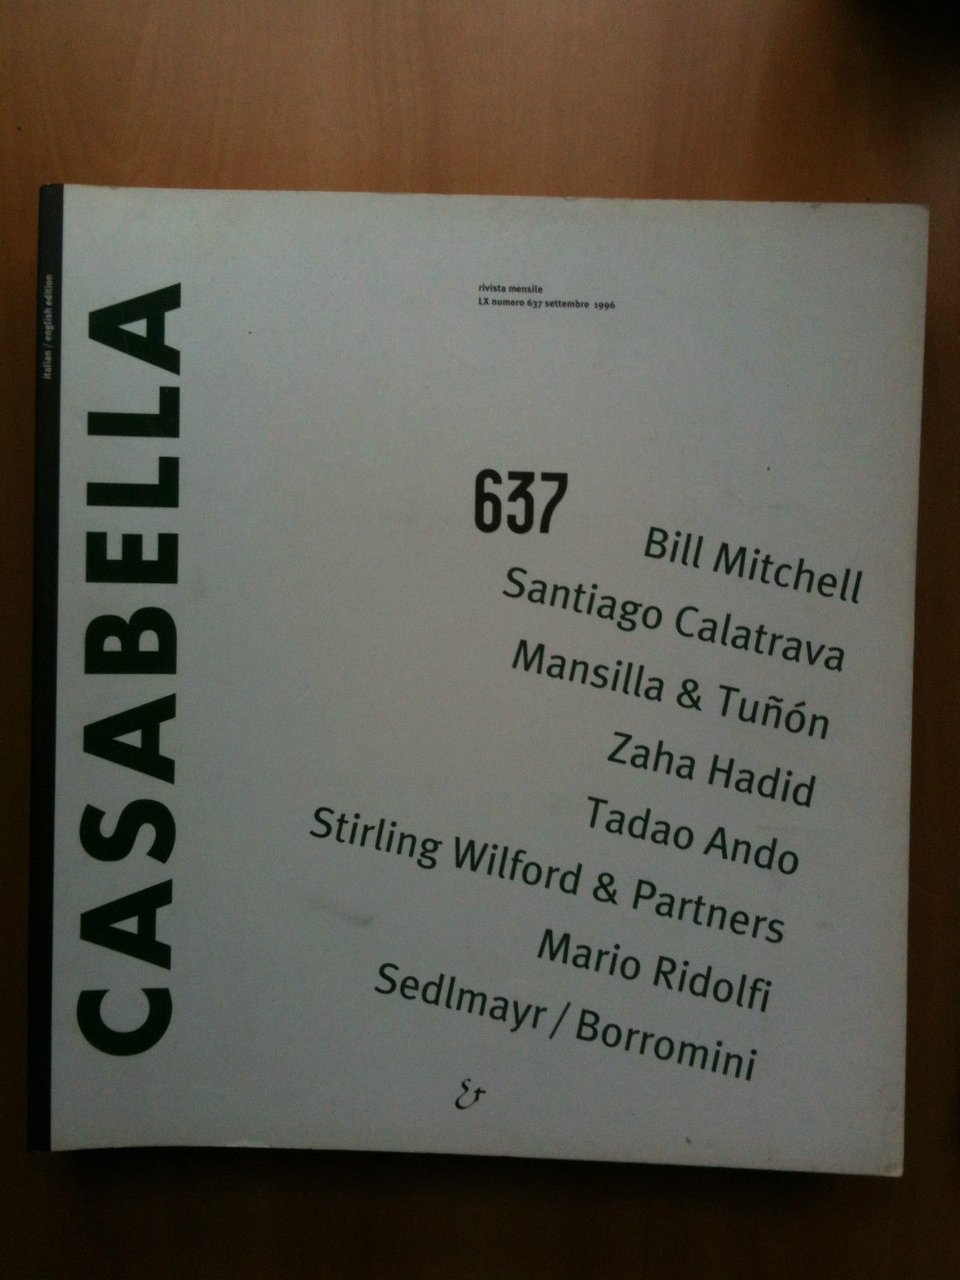 italian / english edition
CASABELLA
rivista mensile
LX numero 637 settembre 1996
637
Bill Mitchell
Santiago Calatrava
Mansilla & Tuñón
Zaha Hadid
Tadao Ando
Stirling Wilford & Partners
Mario Ridolfi
Sedlmayr / Borromini
&